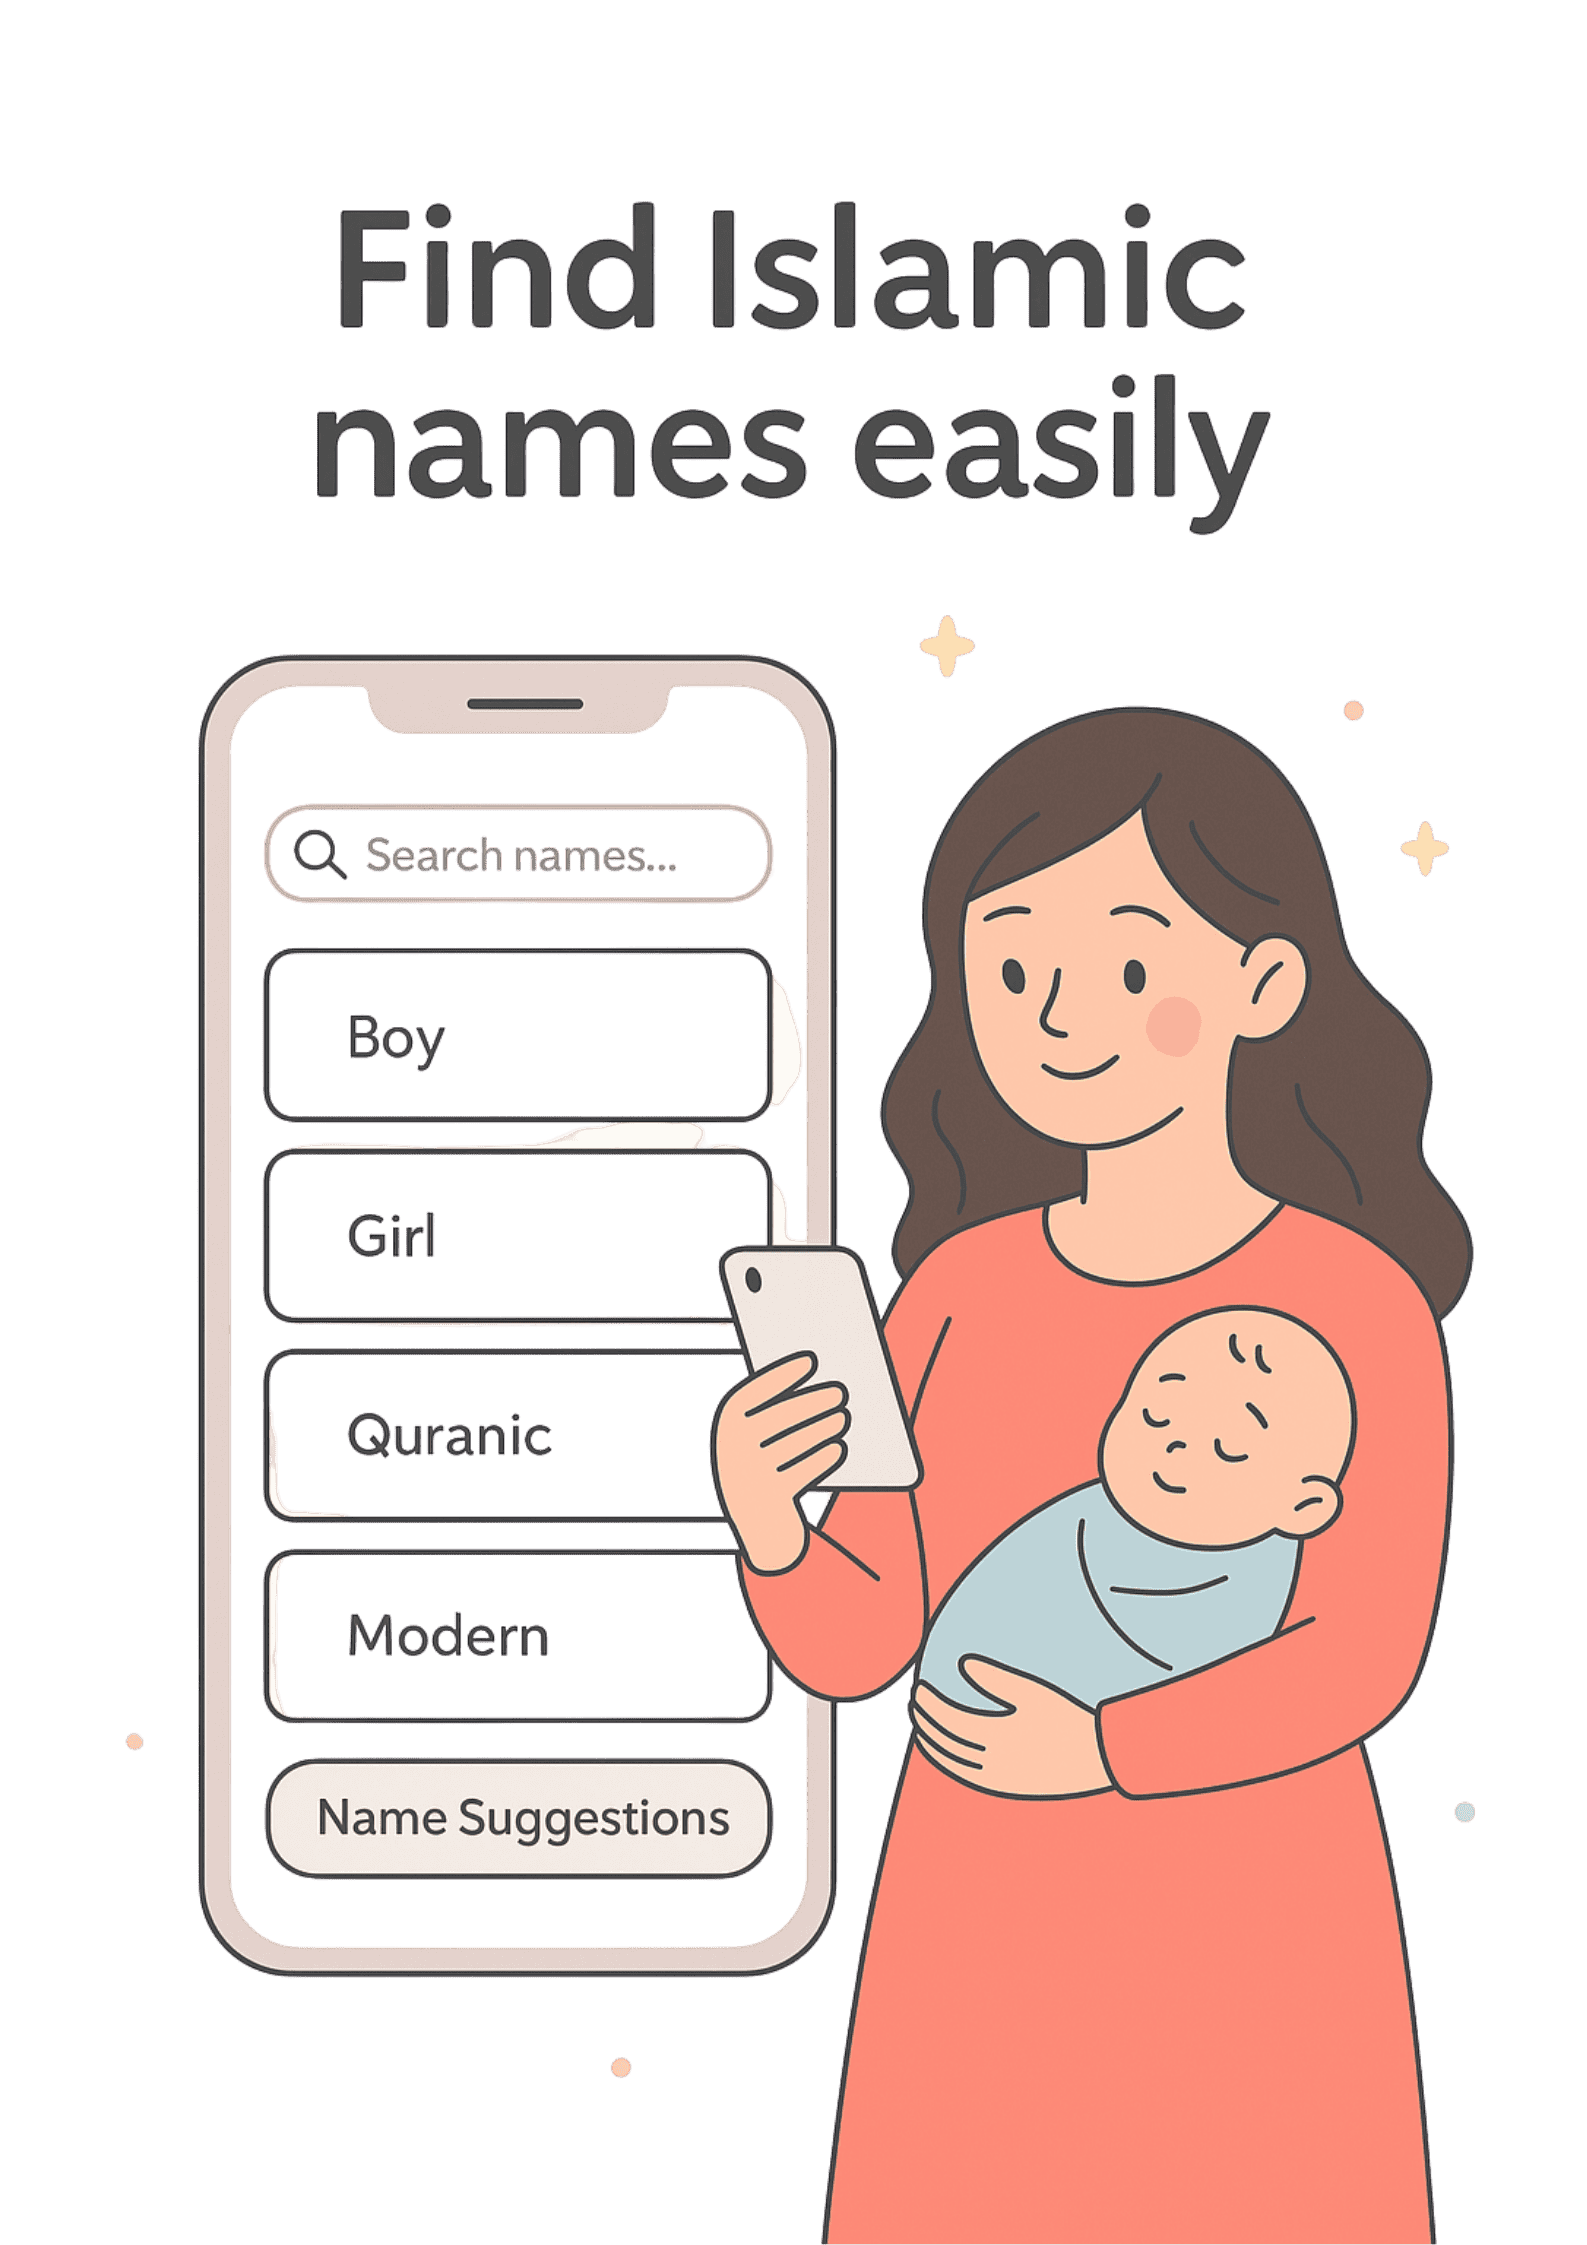 Find Islamic
names easily
Search names...
Boy
Girl
Quranic
Modern
Name Suggestions